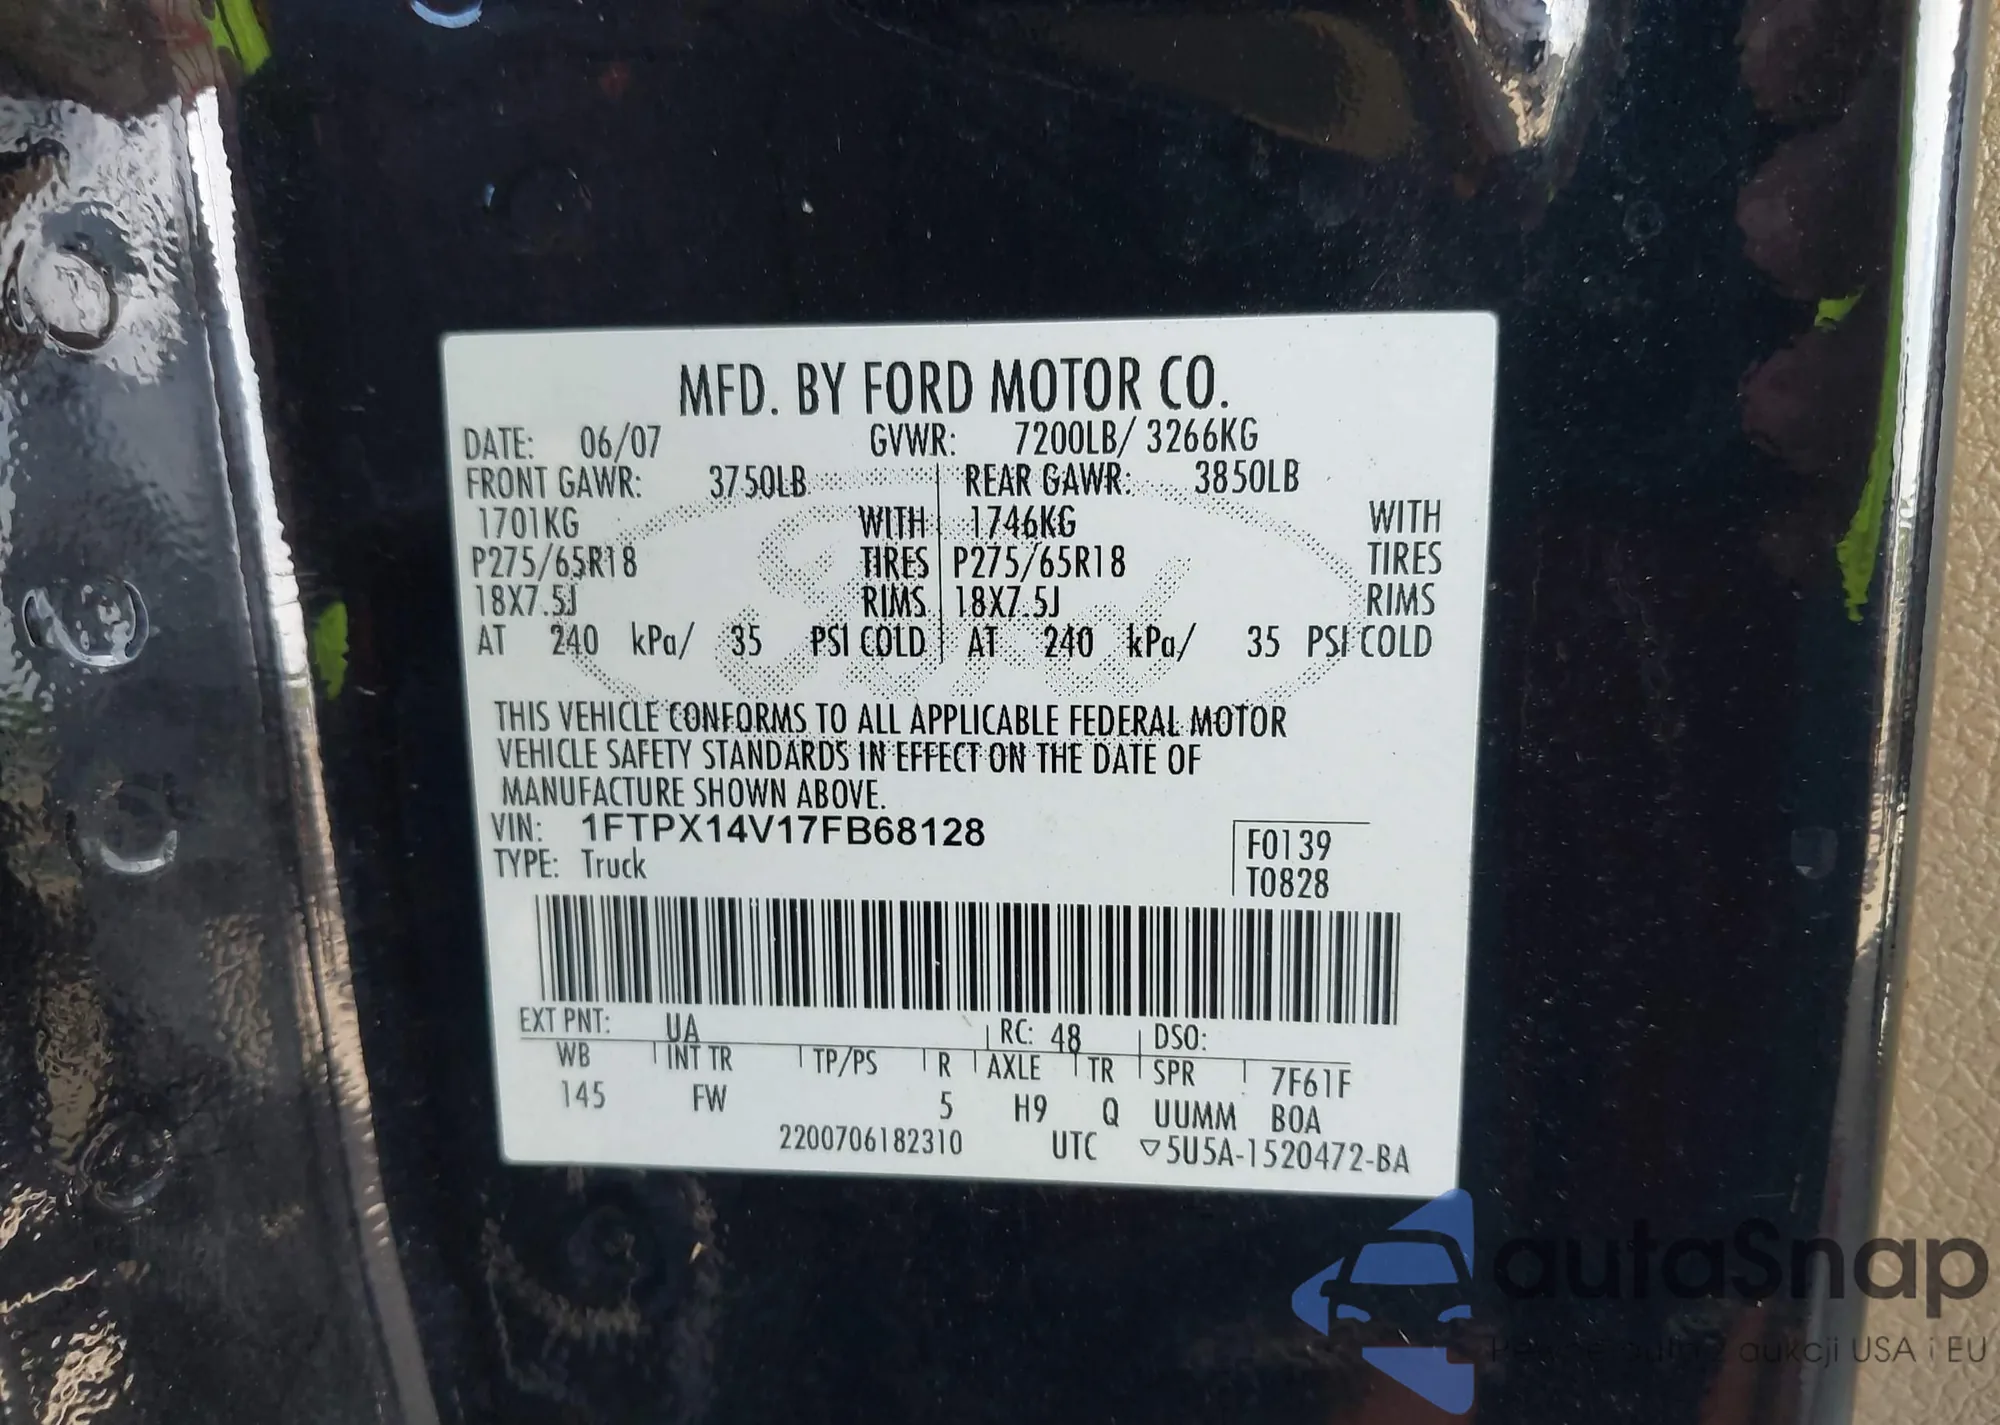 MFD. BY FORD MOTOR CO.
DATE: 06/07 GVWR: 7200LB/ 3266KG
FRONT GAWR: 3750LB REAR GAWR: 3850LB
1701KG WITH 1746KG WITH
P275/65R18 TIRES P275/65R18 TIRES
18X7.5J RIMS 18X7.5J RIMS
AT 240 kPa/ 35 PSI COLD AT 240 kPa/ 35 PSI COLD
THIS VEHICLE CONFORMS TO ALL APPLICABLE FEDERAL MOTOR
VEHICLE SAFETY STANDARDS IN EFFECT ON THE DATE OF
MANUFACTURE SHOWN ABOVE.
VIN: 1FTPX14V17FB68128 F0139
TYPE: Truck T0828
EXT PNT: UA RC: 48 DSO:
WB INT TR TP/PS R AXLE TR SPR 7F61F
145 FW 5 H9 Q UUMM BOA
2200706182310 UTC ▽5U5A-1520472-BA
autaSnap
aukcji USA i EU